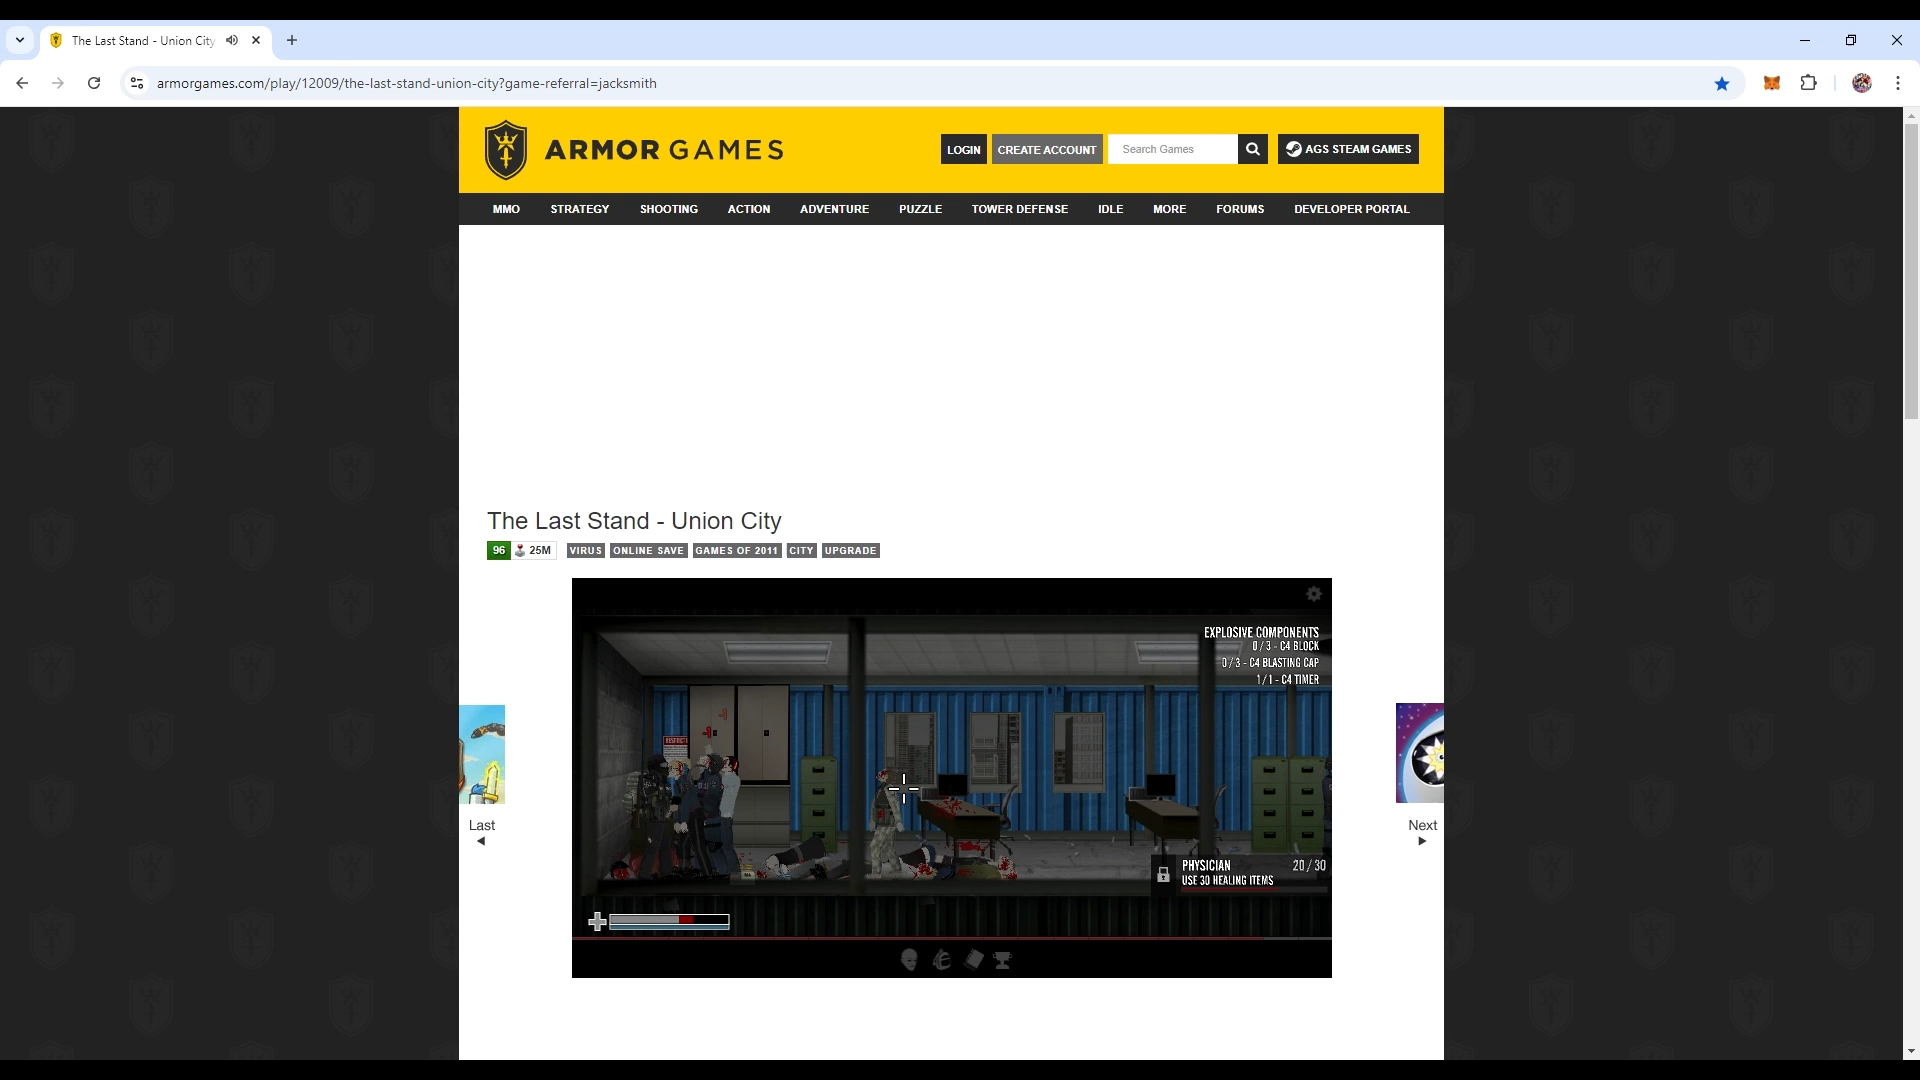 The Last Stand - Union City
armorgames.com/play/12009/the-last-stand-union-city?game-referral=jacksmith
ARMOR GAMES
LOGIN
CREATE ACCOUNT
Search Games
AGS STEAM GAMES
MMO
STRATEGY
SHOOTING
ACTION
ADVENTURE
PUZZLE
TOWER DEFENSE
IDLE
MORE
FORUMS
DEVELOPER PORTAL
The Last Stand - Union City
96
25M
VIRUS
ONLINE SAVE
GAMES OF 2011
CITY
UPGRADE
EXPLOSIVE COMPONENTS
0 / 3 - C4 BLOCK
0 / 3 - C4 BLASTING CAP
1 / 1 - C4 TIMER
Last
Next
PHYSICIAN 20 / 30
USE 30 HEALING ITEMS